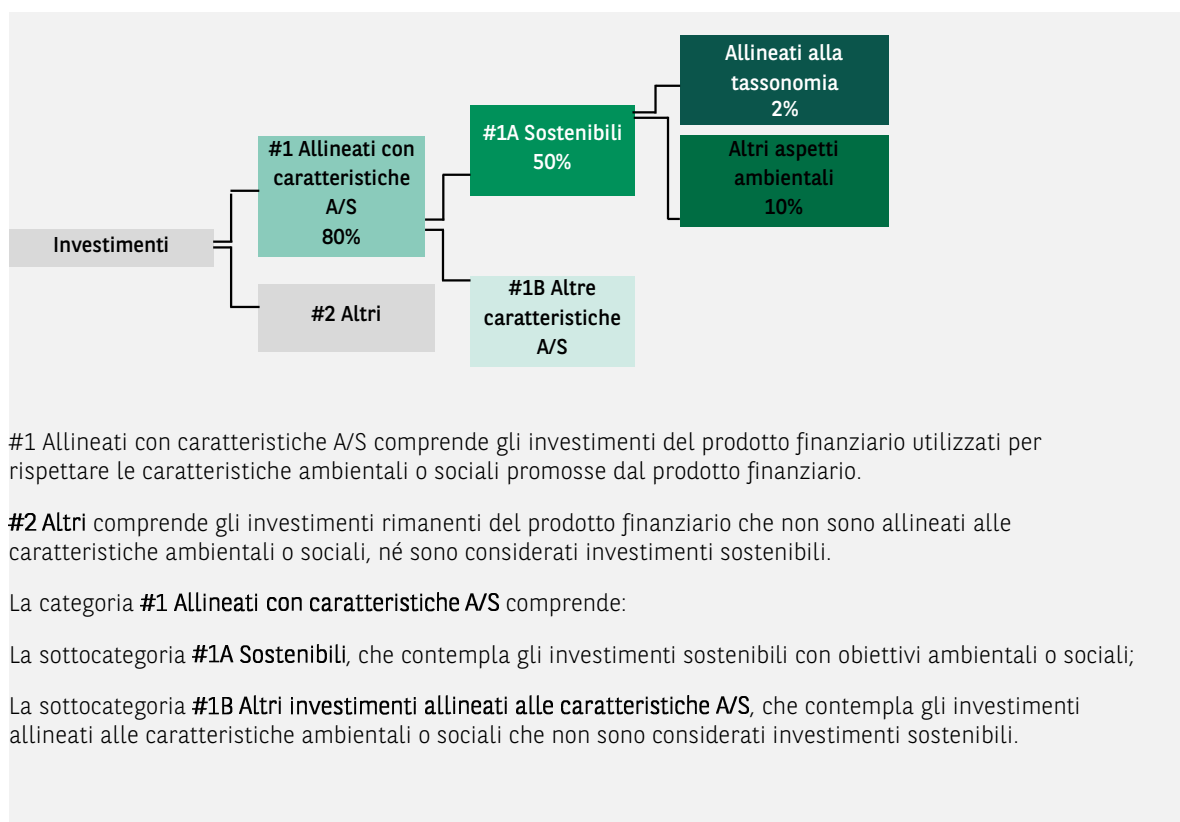 Allineati alla
tassonomia
2%
#1A Sostenibili
50%
#1 Allineati con
caratteristiche
A/S
80%
Altri aspetti
ambientali
10%
Investimenti
#2 Altri
#1B Altre
caratteristiche
A/S
#1 Allineati con caratteristiche A/S comprende gli investimenti del prodotto finanziario utilizzati per
rispettare le caratteristiche ambientali o sociali promosse dal prodotto finanziario.
#2 Altri comprende gli investimenti rimanenti del prodotto finanziario che non sono allineati alle
caratteristiche ambientali o sociali, né sono considerati investimenti sostenibili.
La categoria #1 Allineati con caratteristiche A/S comprende:
La sottocategoria #1A Sostenibili, che contempla gli investimenti sostenibili con obiettivi ambientali o sociali;
La sottocategoria #1B Altri investimenti allineati alle caratteristiche A/S, che contempla gli investimenti
allineati alle caratteristiche ambientali o sociali che non sono considerati investimenti sostenibili.